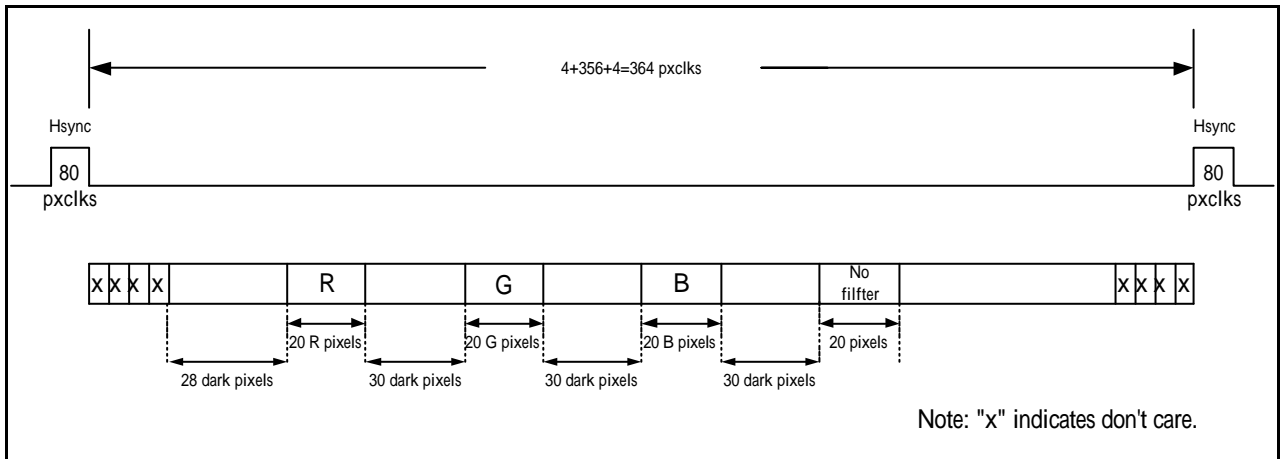 4+356+4=364 pxclks
Hsync
Hsync
80
pxclks
80
pxclks
x x x x
R
G
B
No
filfter
x x x x
20 R pixels
20 G pixels
20 B pixels
20 pixels
28 dark pixels
30 dark pixels
30 dark pixels
30 dark pixels
Note: "x" indicates don't care.